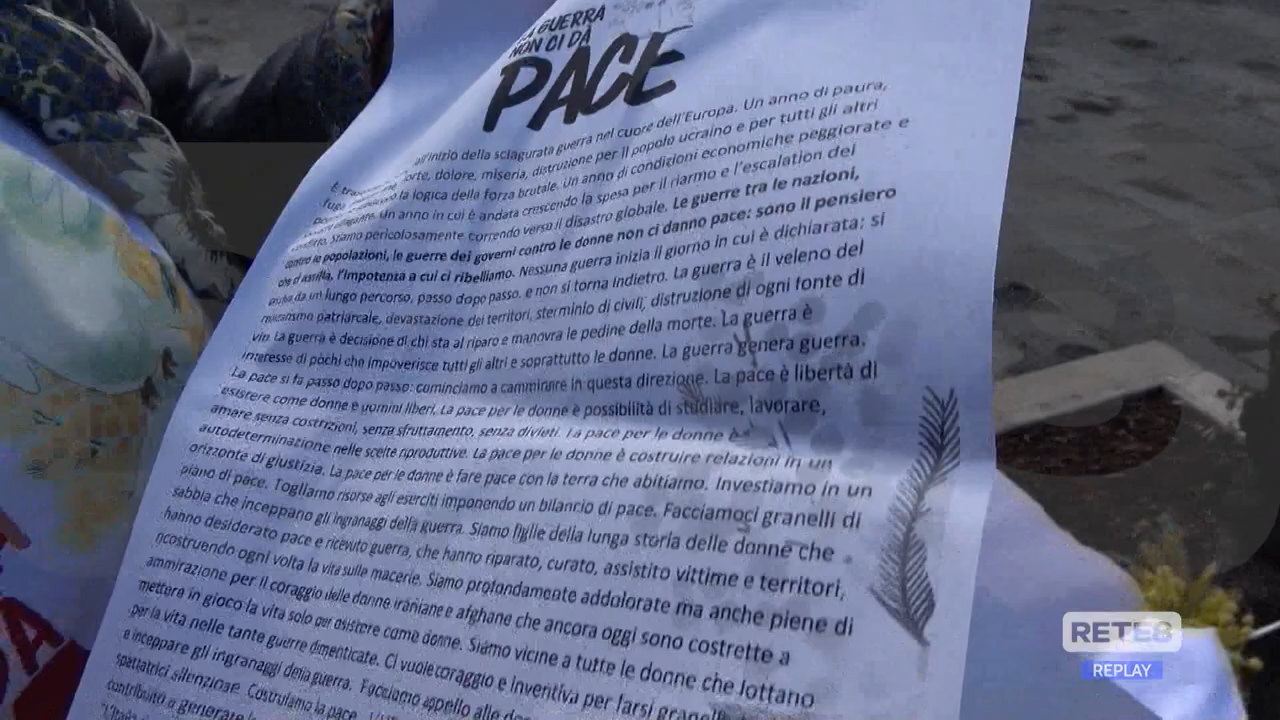 LA GUERRA
NON CI DÀ
PACE
all'inizio della sciagurata guerra nel cuore dell'Europa. Un anno di paura,
morte, dolore, miseria, distruzione per il popolo ucraino e per tutti gli altri
la logica della forza brutale. Un anno di condizioni economiche peggiorate e
Un anno in cui è andata crescendo la spesa per il riarmo e l'escalation del
Siamo pericolosamente correndo verso il disastro globale. Le guerre tra le nazioni,
contro le popolazioni, le guerre dei governi contro le donne non ci danno pace: sono il pensiero
che d'assilla, l'impotenza a cui ci ribelliamo. Nessuna guerra inizia il giorno in cui è dichiarata: si
da un lungo percorso, passo dopo passo, e non si torna indietro. La guerra è il veleno del
patriarcale, devastazione dei territori, sterminio di civili, distruzione di ogni fonte di
La guerra è decisione di chi sta al riparo e manovra le pedine della morte. La guerra è
interesse di pochi che impoverisce tutti gli altri e soprattutto le donne. La guerra genera guerra.
La pace si fa passo dopo passo: cominciamo a camminare in questa direzione. La pace è libertà di
esistere come donne e uomini liberi. La pace per le donne è possibilità di studiare, lavorare,
amare senza costrizioni, senza sfruttamento, senza divieti. La pace per le donne è
autodeterminazione nelle scelte riproduttive. La pace per le donne è costruire relazioni in un
orizzonte di giustizia. La pace per le donne è fare pace con la terra che abitiamo. Investiamo in un
piano di pace. Togliamo risorse agli eserciti imponendo un bilancio di pace. Facciamoci granelli di
sabbia che inceppano gli ingranaggi della guerra. Siamo figlie della lunga storia delle donne che
hanno desiderato pace e ricevuto guerra, che hanno riparato, curato, assistito vittime e territori,
ricostruendo ogni volta la vita sulle macerie. Siamo profondamente addolorate ma anche piene di
ammirazione per il coraggio delle donne iraniane e afghane che ancora oggi sono costrette a
mettere in gioco la vita solo per esistere come donne. Siamo vicine a tutte le donne che lottano
per la vita nelle tante guerre dimenticate. Ci vuole coraggio e inventiva per farsi granelli
e inceppare gli ingranaggi della guerra. Facciamo appello alle
spettatrici silenziose. Costruiamo la pace.
contributo a generare
RETE8
REPLAY